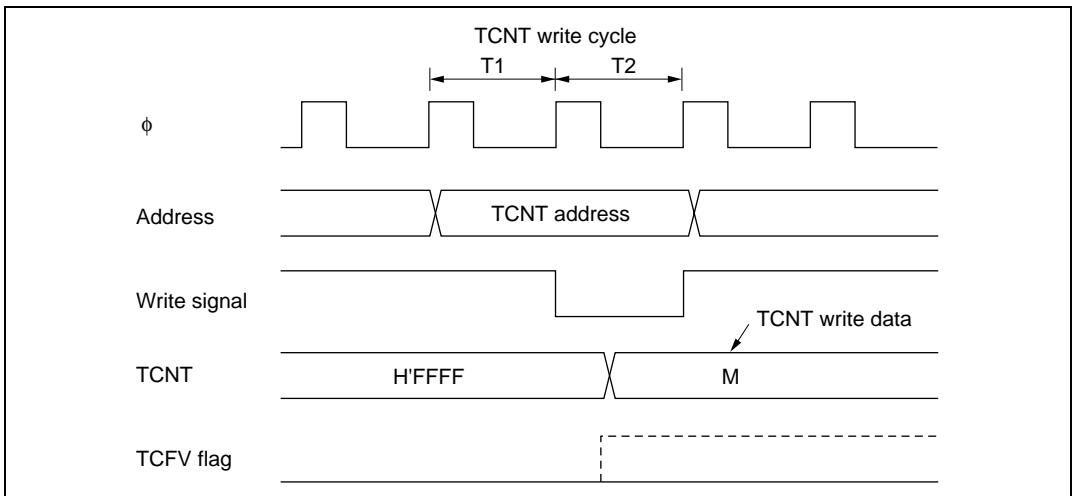 TCNT write cycle
T1 T2
ϕ
Address TCNT address
Write signal
TCNT write data
TCNT H'FFFF M
TCFV flag